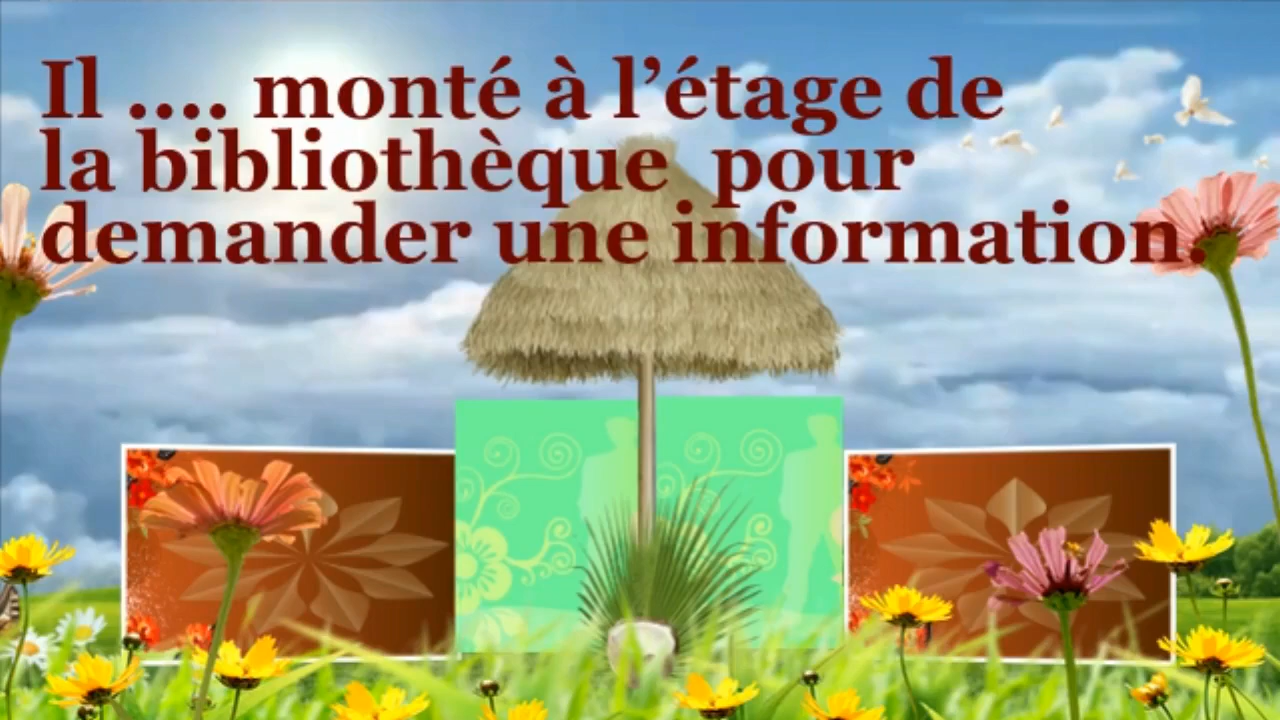 Il .... monté à l’étage de
la bibliothèque pour
demander une information.